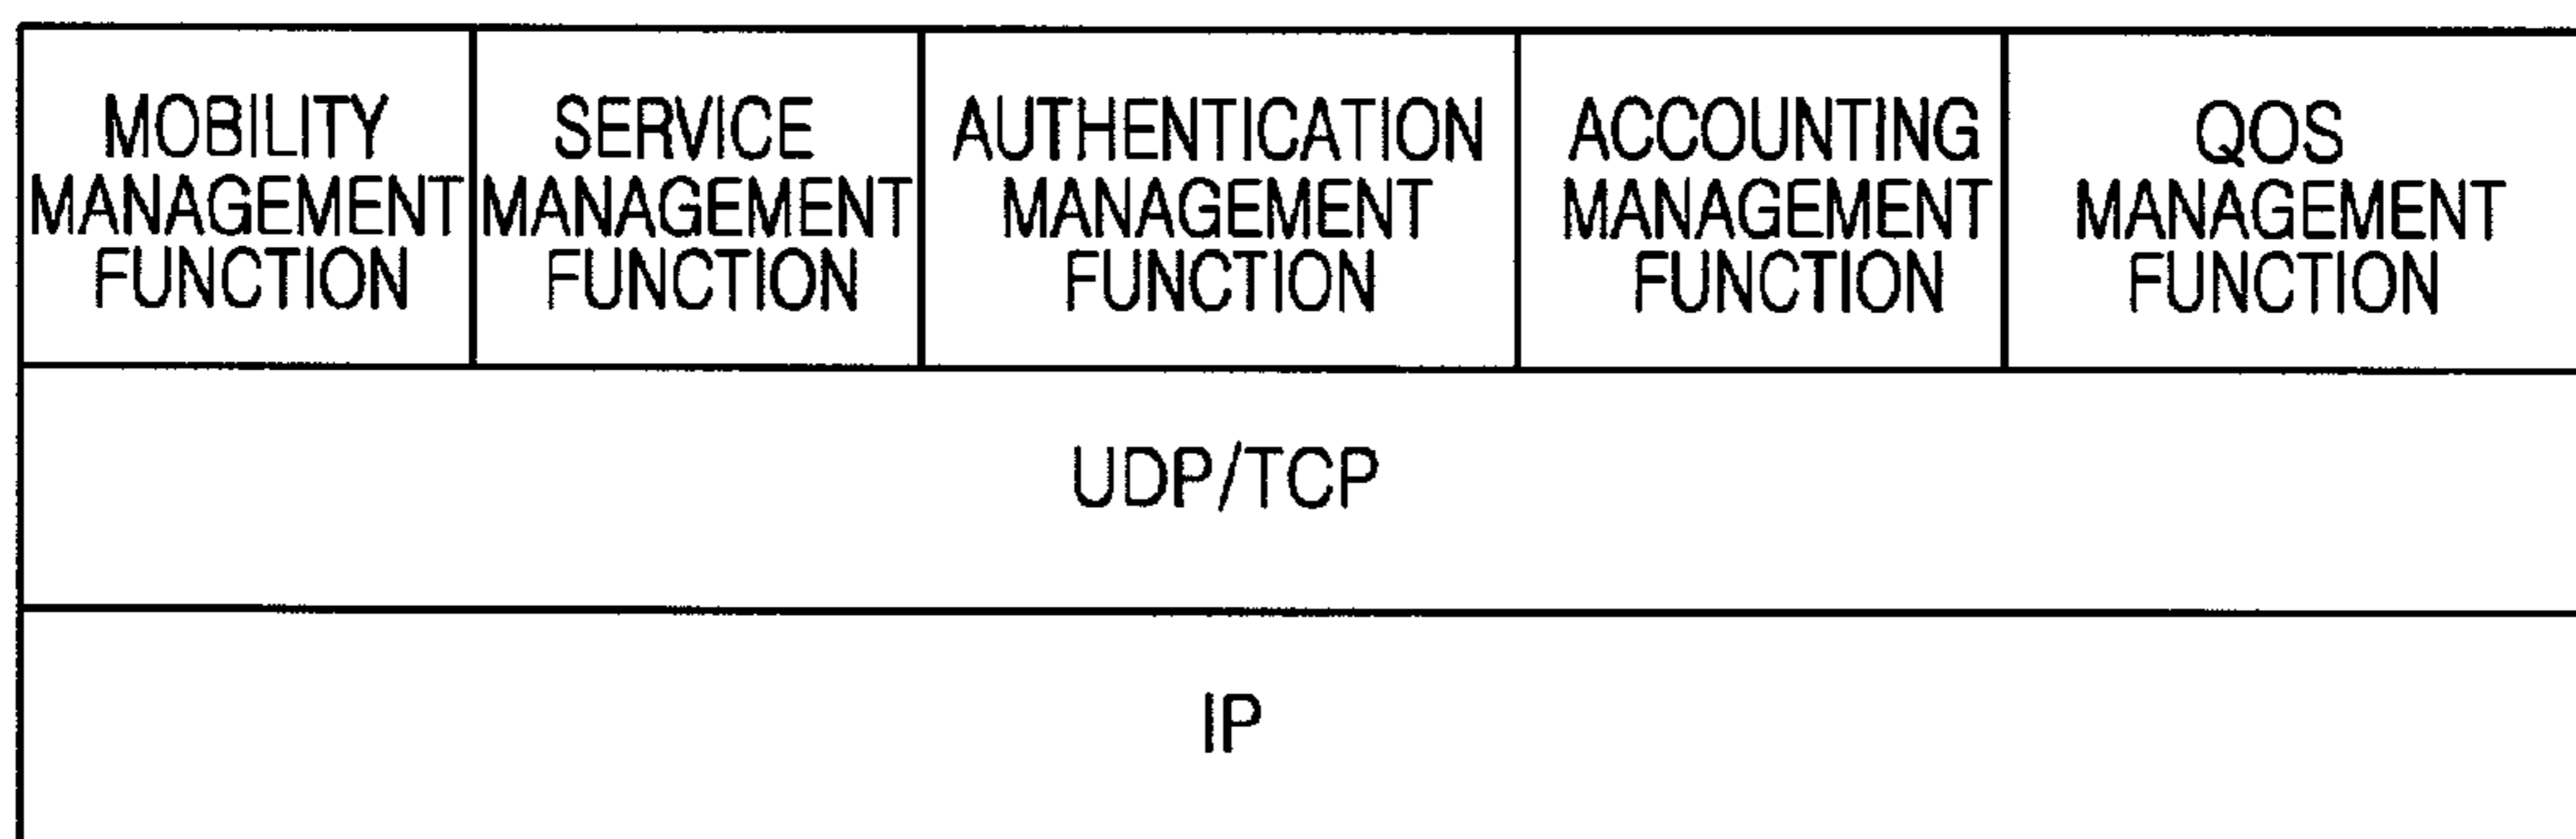 MOBILITY
MANAGEMENT
FUNCTION
SERVICE
MANAGEMENT
FUNCTION
AUTHENTICATION
MANAGEMENT
FUNCTION
ACCOUNTING
MANAGEMENT
FUNCTION
QOS
MANAGEMENT
FUNCTION
UDP/TCP
IP